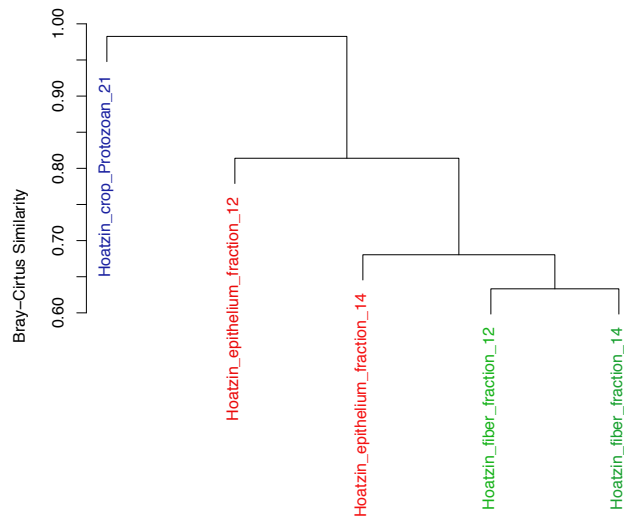 1.00
0.90
0.80
0.70
0.60
Bray−Cirtus Similarity
Hoatzin_crop_Protozoan_21
Hoatzin_epithelium_fraction_12
Hoatzin_epithelium_fraction_14
Hoatzin_fiber_fraction_12
Hoatzin_fiber_fraction_14